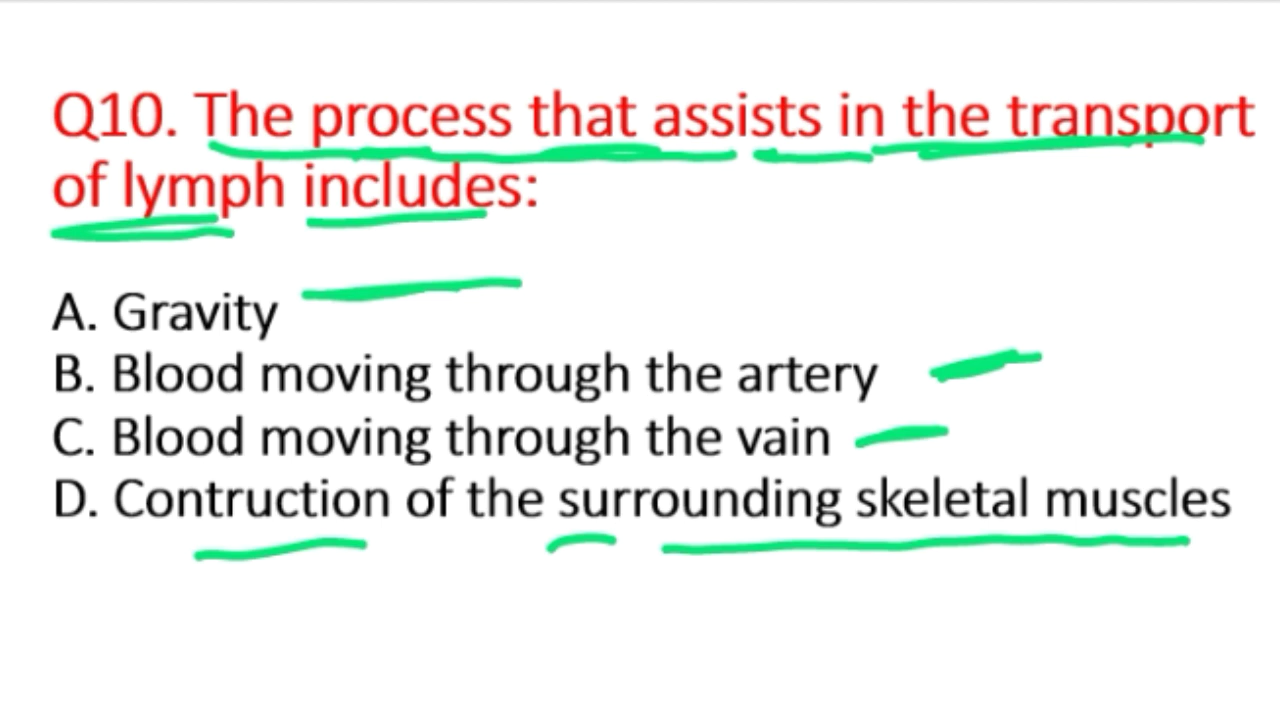 Q10. The process that assists in the transport
of lymph includes:
A. Gravity
B. Blood moving through the artery
C. Blood moving through the vain
D. Contruction of the surrounding skeletal muscles